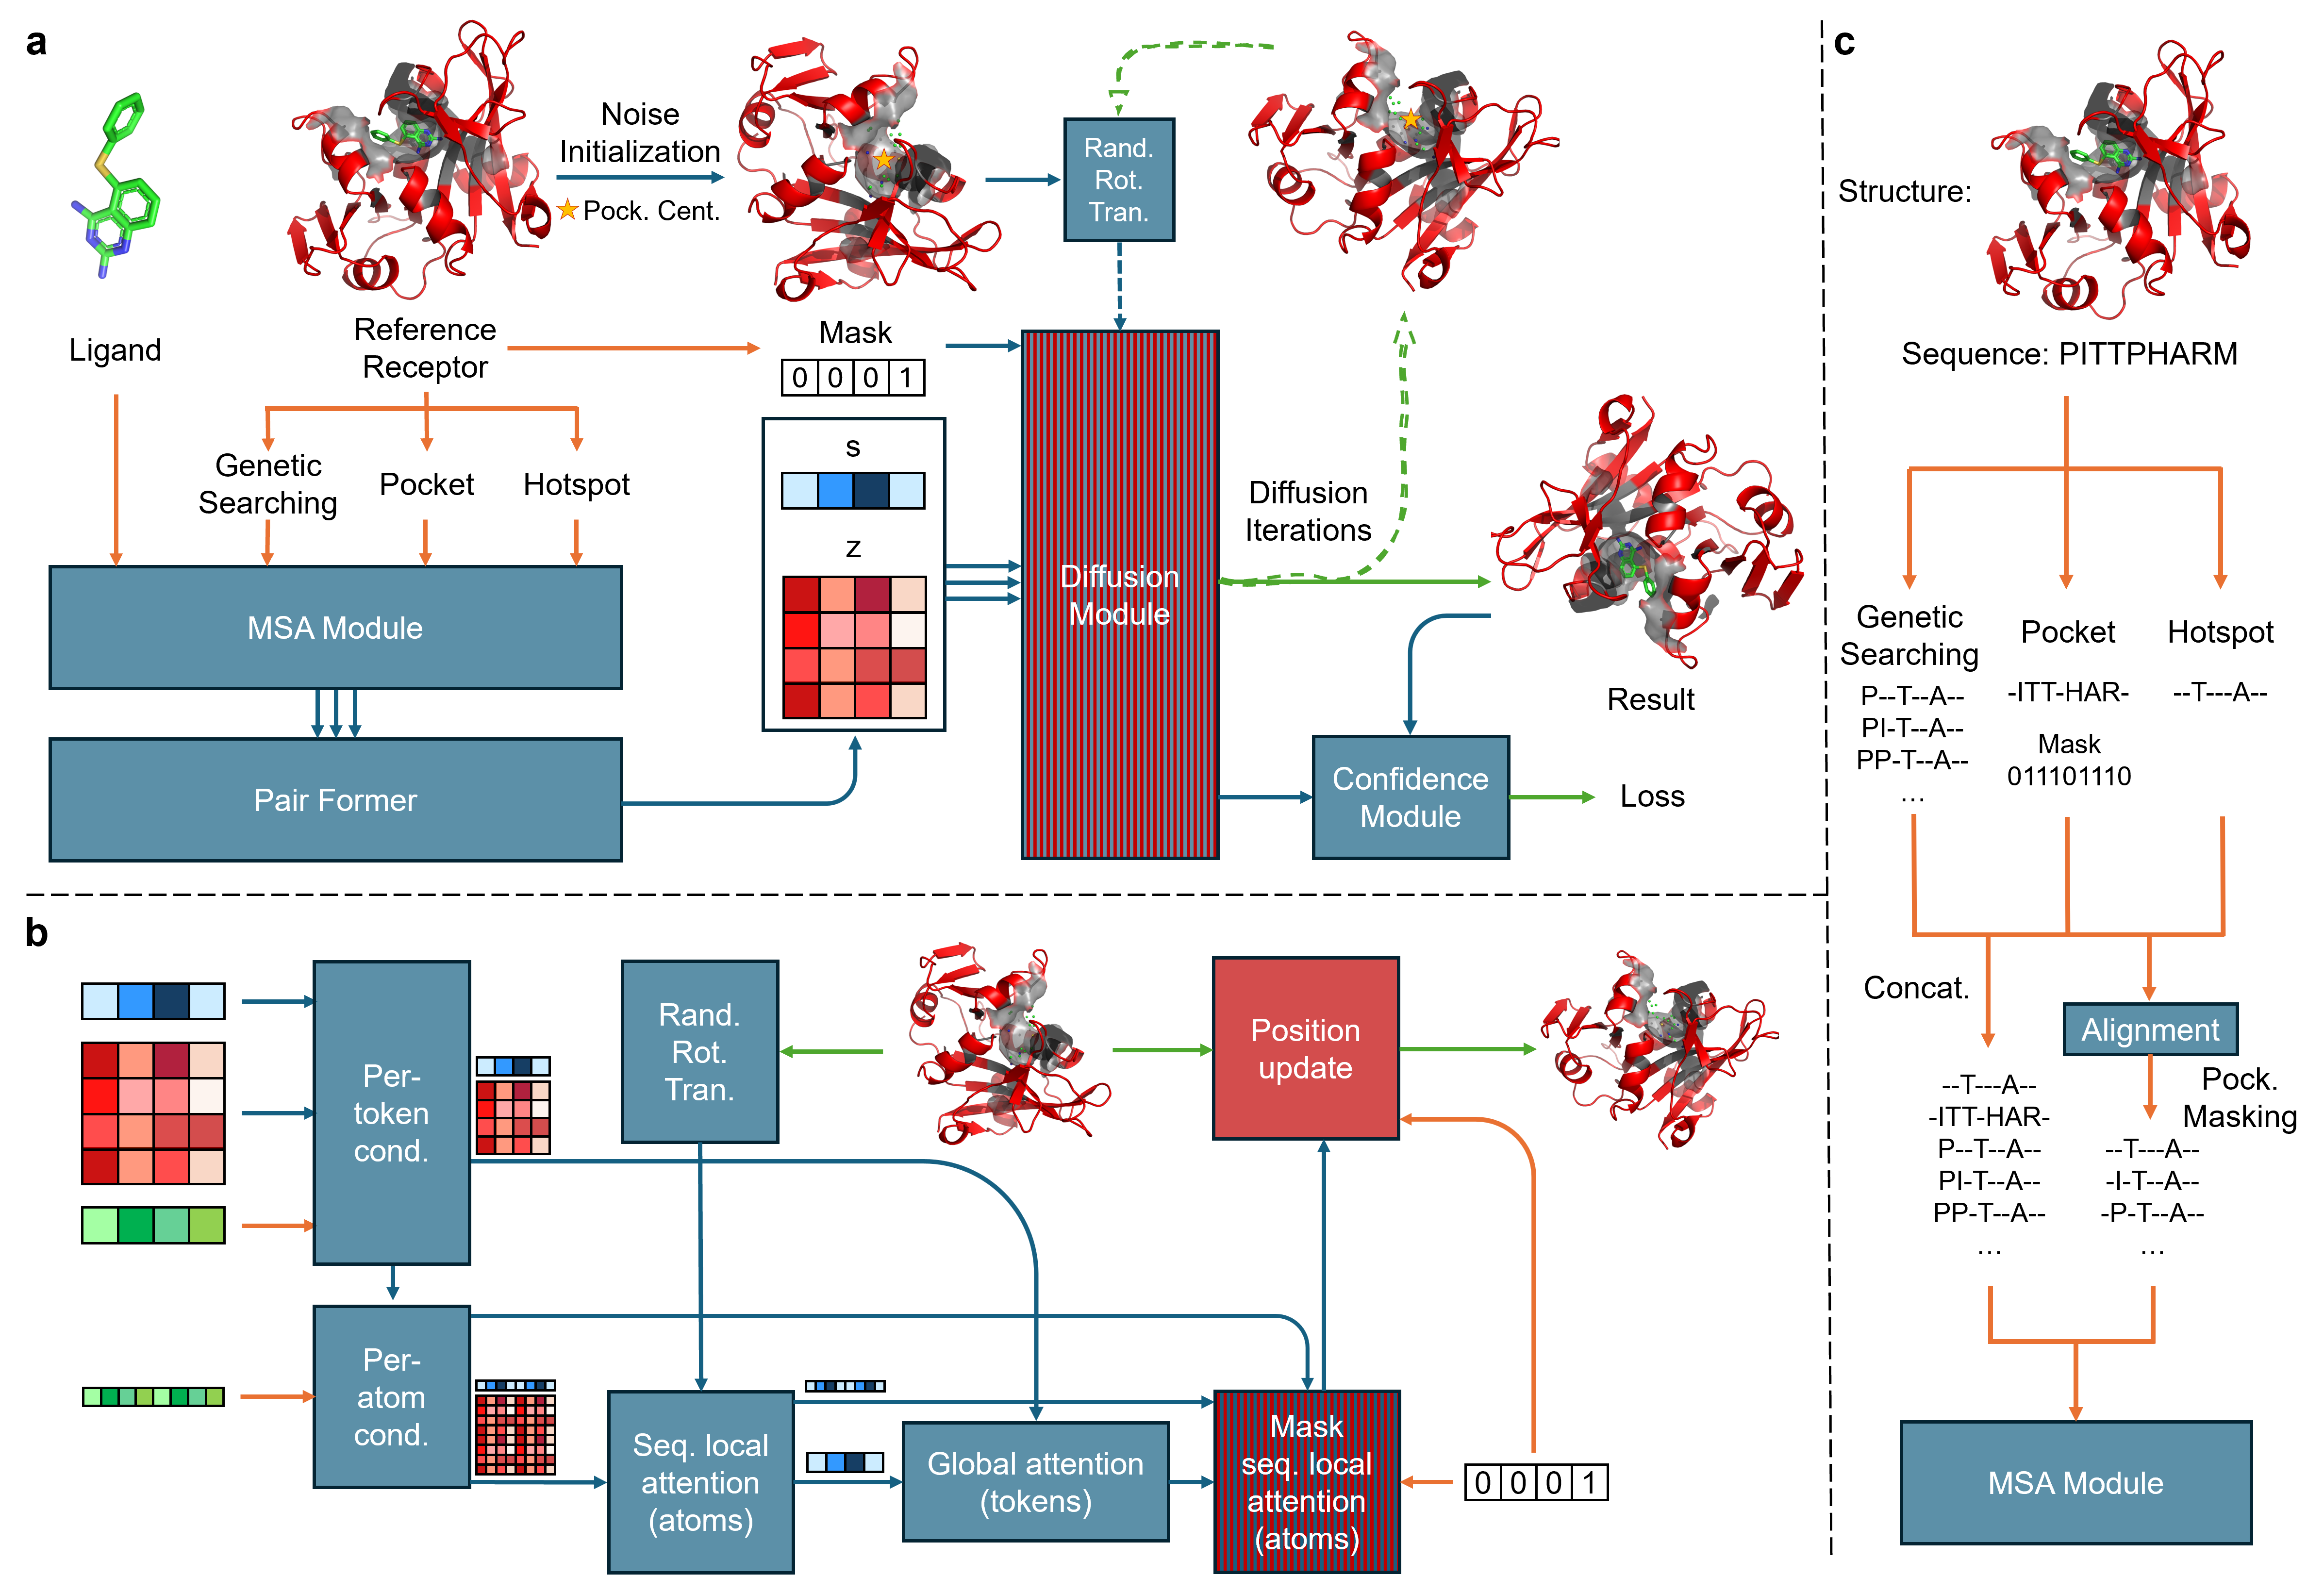 a
Noise
Initialization
Pock. Cent.
Rand.
Rot.
Tran.
Ligand
Reference
Receptor
Mask
0 0 0 1
Genetic
Searching
Pocket
Hotspot
s
z
MSA Module
Pair Former
Diffusion
Module
Diffusion
Iterations
Result
Confidence
Module
Loss
b
Per-
token
cond.
Rand.
Rot.
Tran.
Position
update
Per-
atom
cond.
Seq. local
attention
(atoms)
Global attention
(tokens)
Mask
seq. local
attention
(atoms)
0 0 0 1
c
Structure:
Sequence: PITTPHARM
Genetic
Searching
P--T--A--
PI-T--A--
PP-T--A--
...
Pocket
-ITT-HAR-
Mask
011101110
Hotspot
--T---A--
Concat.
Alignment
Pock.
Masking
--T---A--
-ITT-HAR-
P--T--A--
PI-T--A--
PP-T--A--
...
--T---A--
-I-T--A--
-P-T--A--
...
MSA Module